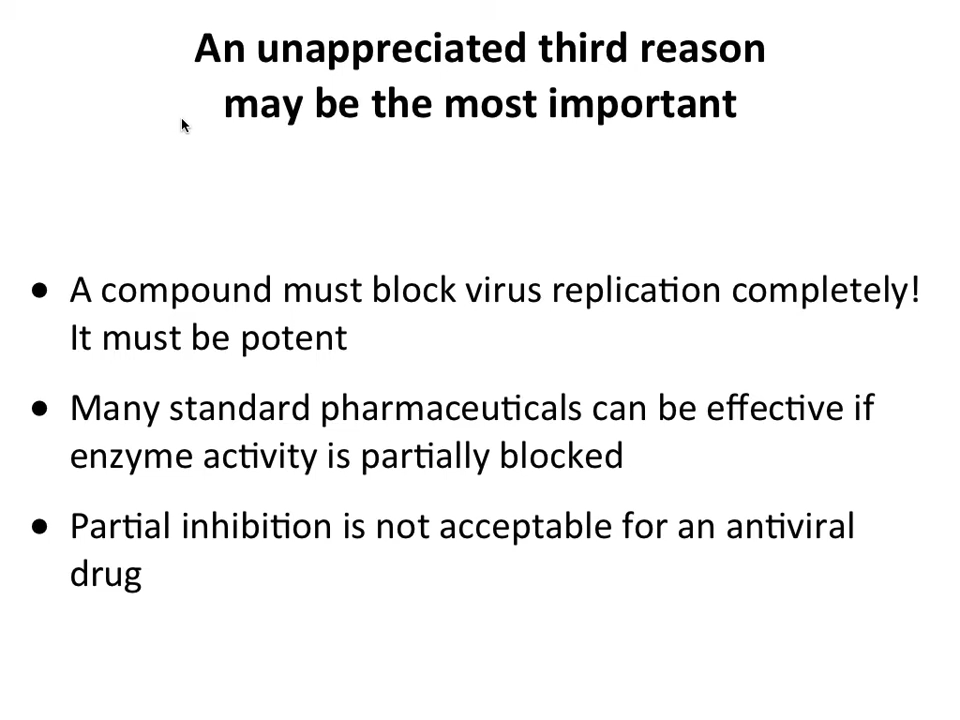 An unappreciated third reason
may be the most important
• A compound must block virus replication completely!
It must be potent
• Many standard pharmaceuticals can be effective if
enzyme activity is partially blocked
• Partial inhibition is not acceptable for an antiviral
drug